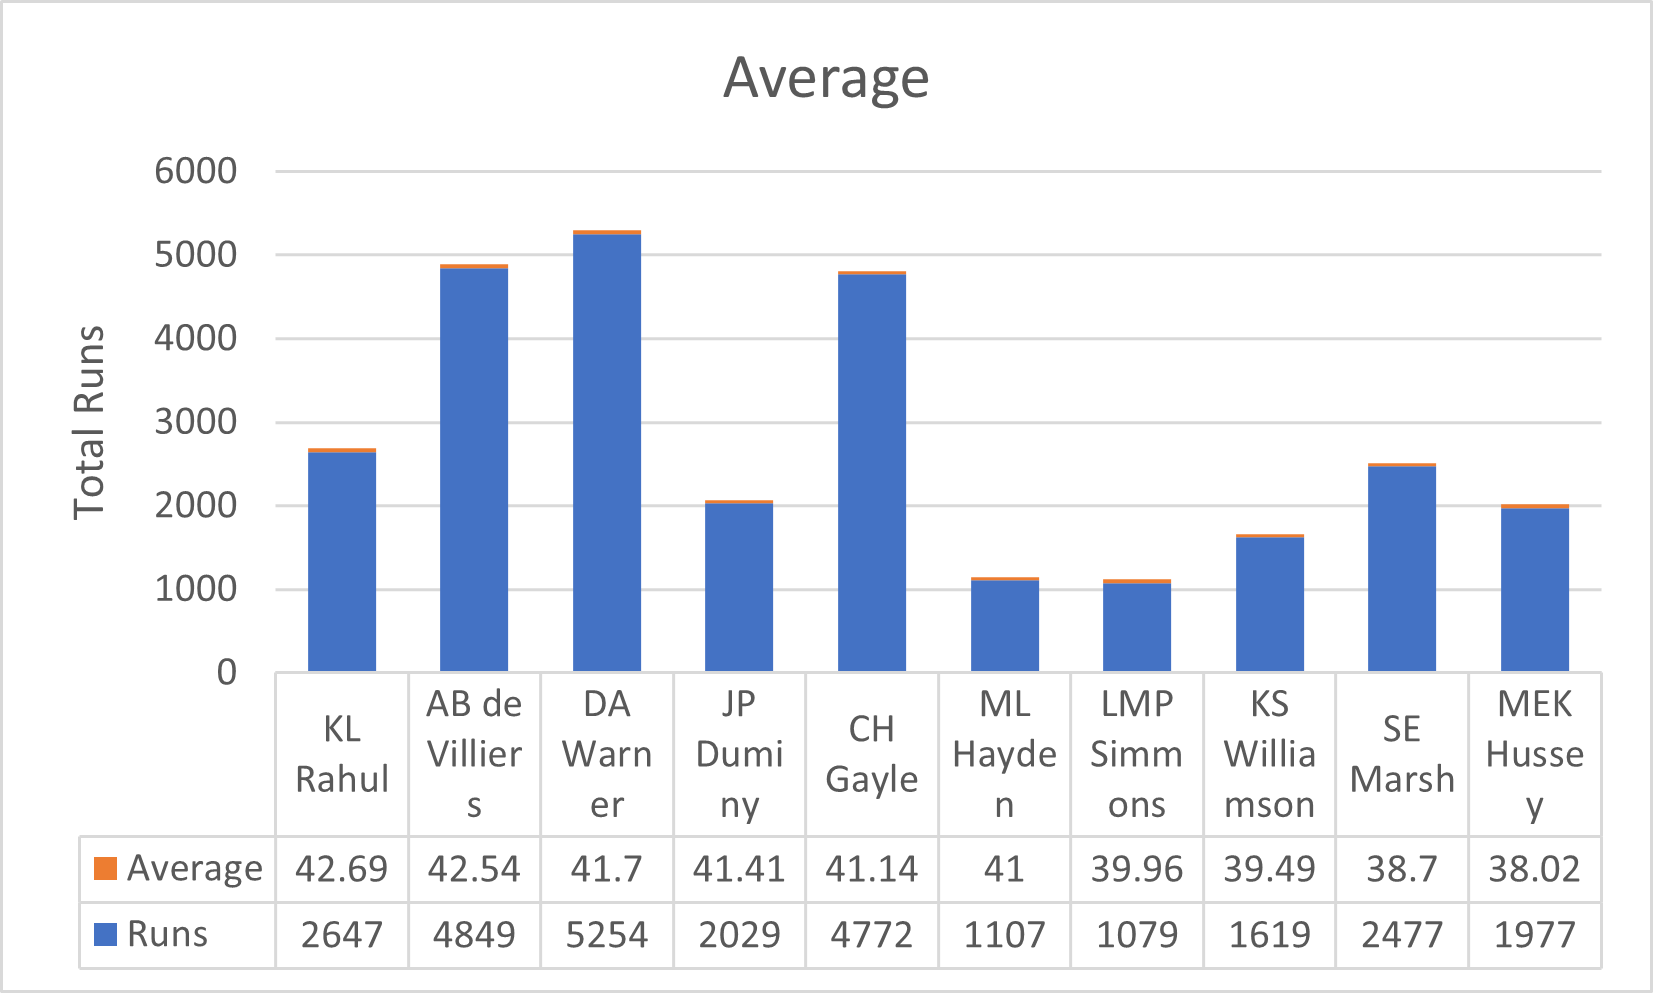 Average
6000
5000
4000
3000
2000
1000
0
Total Runs
KL
Rahul
AB de
Villier
s
DA
Warn
er
JP
Dumi
ny
CH
Gayle
ML
Hayde
n
LMP
Simm
ons
KS
Willia
mson
SE
Marsh
MEK
Husse
y
Average 42.69 42.54 41.7 41.41 41.14 41 39.96 39.49 38.7 38.02
Runs 2647 4849 5254 2029 4772 1107 1079 1619 2477 1977